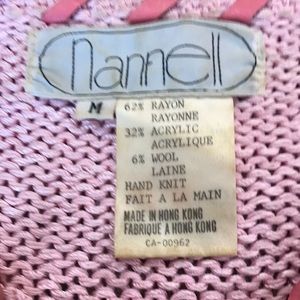 nannell
M
62% RAYON
RAYONNE
32% ACRYLIC
ACRYLIQUE
6% WOOL
LAINE
HAND KNIT
FAIT A LA MAIN
MADE IN HONG KONG
FABRIQUE A HONG KONG
CA-00962